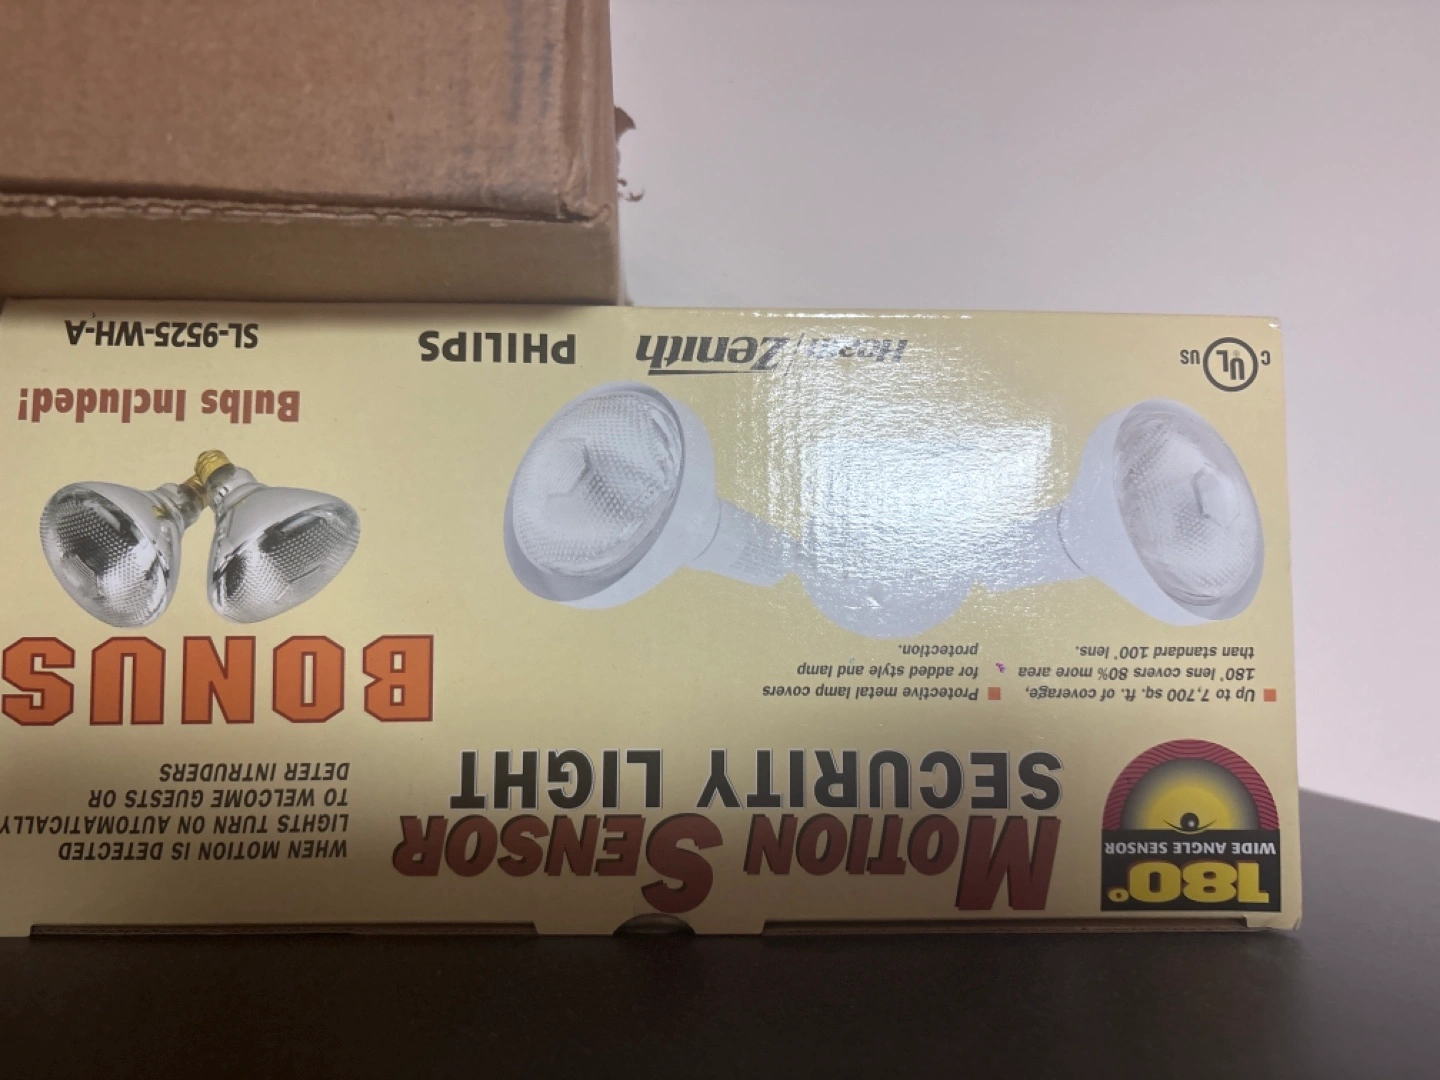 180°
WIDE ANGLE SENSOR
MOTION SENSOR
SECURITY LIGHT
WHEN MOTION IS DETECTED
LIGHTS TURN ON AUTOMATICALLY
TO WELCOME GUESTS OR
DETER INTRUDERS
Up to 7,700 sq. ft. of coverage,
180° lens covers 80% more area
than standard 100° lens.
Protective metal lamp covers
for added style and lamp
protection.
BONUS
Bulbs Included!
C UL US
Heath/Zenith
PHILIPS
SL-9525-WH-A